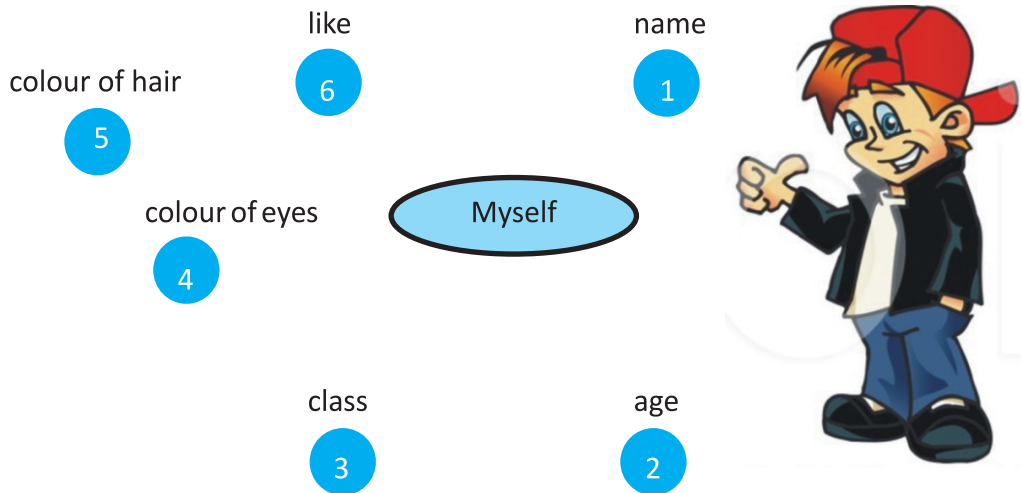 like
name
6
1
colour of hair
5
Myself
colour of eyes
4
class
age
3
2